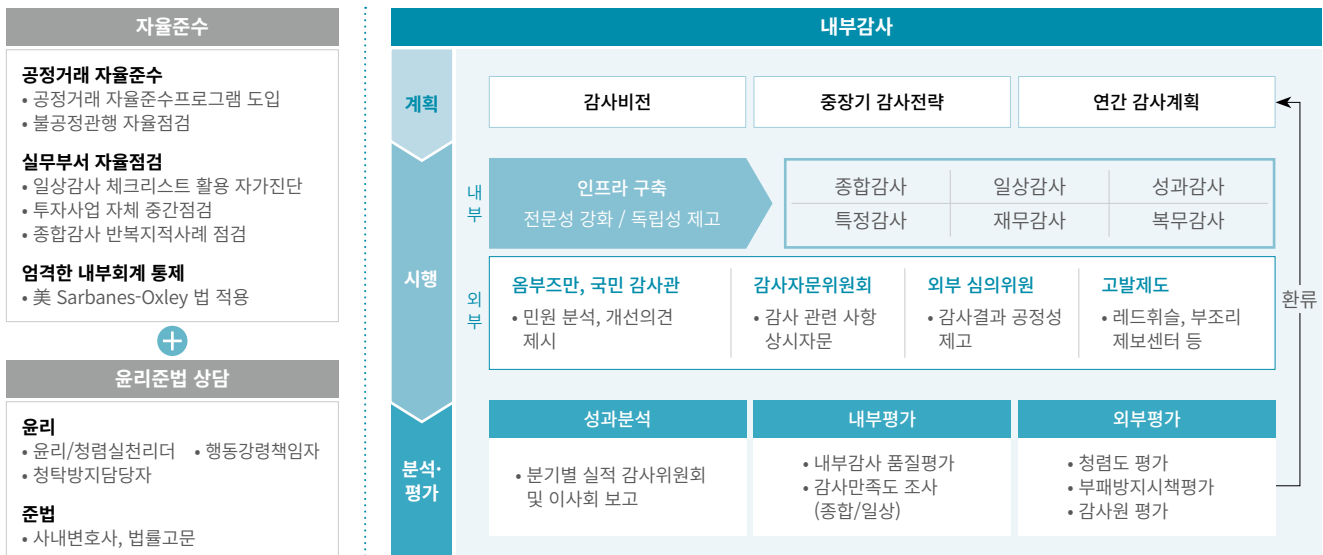 자율준수
공정거래 자율준수
• 공정거래 자율준수프로그램 도입
• 불공정관행 자율점검
실무부서 자율점검
• 일상감사 체크리스트 활용 자가진단
• 투자사업 자체 중간점검
• 종합감사 반복지적사례 점검
엄격한 내부회계 통제
• 美 Sarbanes-Oxley 법 적용
+
윤리준법 상담
윤리
• 윤리/청렴실천리더 • 행동강령책임자
• 청탁방지담당자
준법
• 사내변호사, 법률고문
내부감사
계획
감사비전
중장기 감사전략
연간 감사계획
시행
내
부
인프라 구축
전문성 강화 / 독립성 제고
종합감사 일상감사 성과감사
특정감사 재무감사 복무감사
외
부
옴부즈만, 국민 감사관
• 민원 분석, 개선의견
제시
감사자문위원회
• 감사 관련 사항
상시자문
외부 심의위원
• 감사결과 공정성
제고
고발제도
• 레드휘슬, 부조리
제보센터 등
환류
분석·
평가
성과분석
• 분기별 실적 감사위원회
및 이사회 보고
내부평가
• 내부감사 품질평가
• 감사만족도 조사
(종합/일상)
외부평가
• 청렴도 평가
• 부패방지시책평가
• 감사원 평가